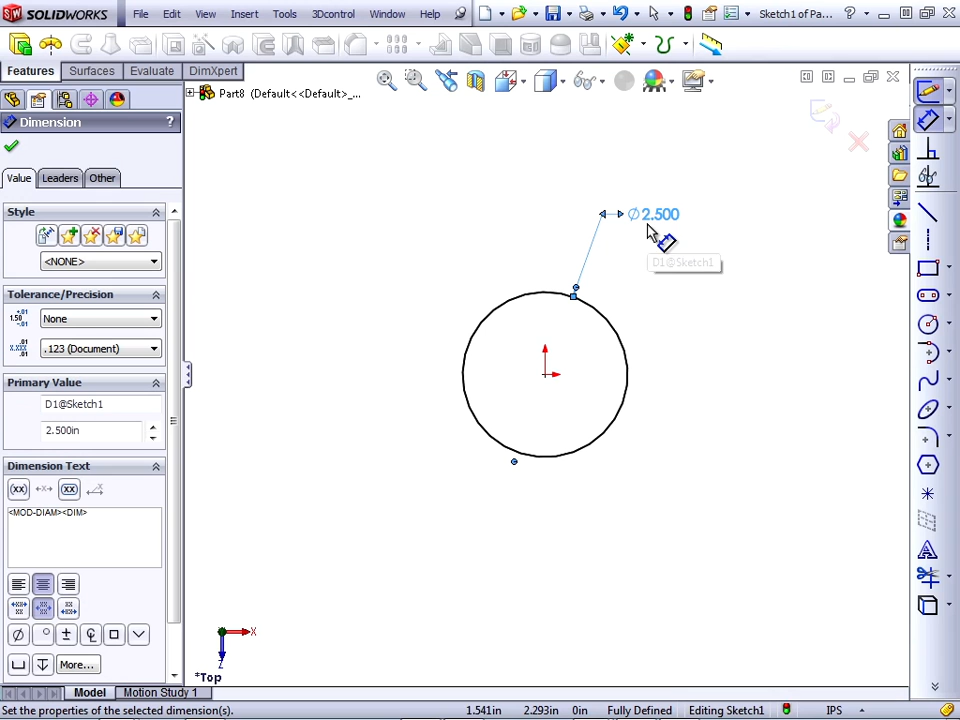 SOLIDWORKS File Edit View Insert Tools 3Dcontrol Window Help Sketch1 of Pa... ?
Features Surfaces Evaluate DimXpert
Part8 (Default<<Default>_...
Dimension ?
Value Leaders Other
Style
<NONE>
Tolerance/Precision
None
.123 (Document)
Primary Value
D1@Sketch1
2.500in
Dimension Text
(xx) (xx)
<MOD-DIAM><DIM>
More...
∅2.500
D1@Sketch1
X
Z
*Top
Model Motion Study 1
Set the properties of the selected dimension(s). 1.541in 2.293in 0in Fully Defined Editing Sketch1 IPS